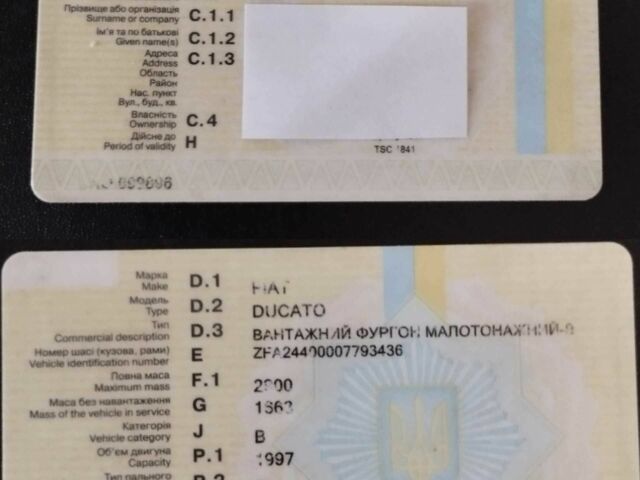 Прізвище або організація
Surname or company C.1.1
Ім'я та по батькові
Given name(s) C.1.2
Адреса
Address C.1.3
Область
Район
Нас. пункт
Вул., буд., кв.
Власність
Ownership C.4
Дійсне до
Period of validity H
TSC 1841
Марка
Make D.1 FIAT
Модель
Type D.2 DUCATO
Тип
Commercial description D.3 ВАНТАЖНИЙ ФУРГОН МАЛОТОНАЖНИЙ-В
Номер шасі (кузова, рами)
Vehicle identification number E ZFA24400007793436
Повна маса
Maximum mass F.1 2900
Маса без навантаження
Mass of the vehicle in service G 1663
Категорія
Vehicle category J B
Об'єм двигуна
Capacity P.1 1997
Тип пального